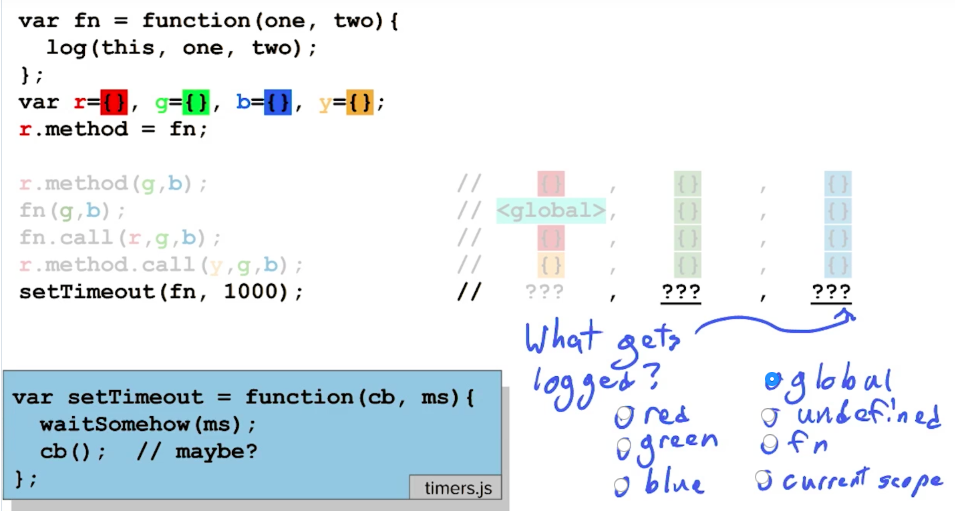 var fn = function(one, two){
log(this, one, two);
};
var r={}, g={}, b={}, y={};
r.method = fn;
r.method(g,b); // {} , {} , {}
fn(g,b); // <global>, {} , {}
fn.call(r,g,b); // {} , {} , {}
r.method.call(y,g,b); // {} , {} , {}
setTimeout(fn, 1000); // ??? , ??? , ???
What gets
logged?
red
green
blue
global
undefined
fn
current scope
var setTimeout = function(cb, ms){
waitSomehow(ms);
cb(); // maybe?
};
timers.js